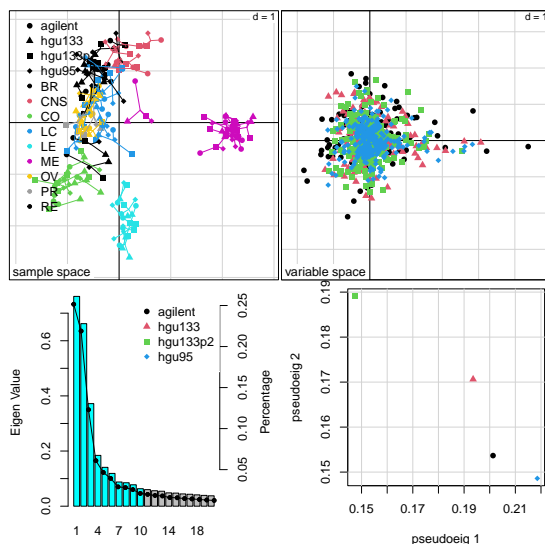 d = 1
agilent
hgu133
hgu133p
hgu95
BR
CNS
CO
LC
LE
ME
OV
PR
RE
sample space
d = 1
variable space
Eigen Value
0.0
0.2
0.4
0.6
1 4 7 10 14 18
0.05
0.10
0.15
0.20
0.25
Percentage
agilent
hgu133
hgu133p2
hgu95
pseudoeig 2
0.15
0.16
0.17
0.18
0.19
0.15 0.17 0.19 0.21
pseudoeig 1